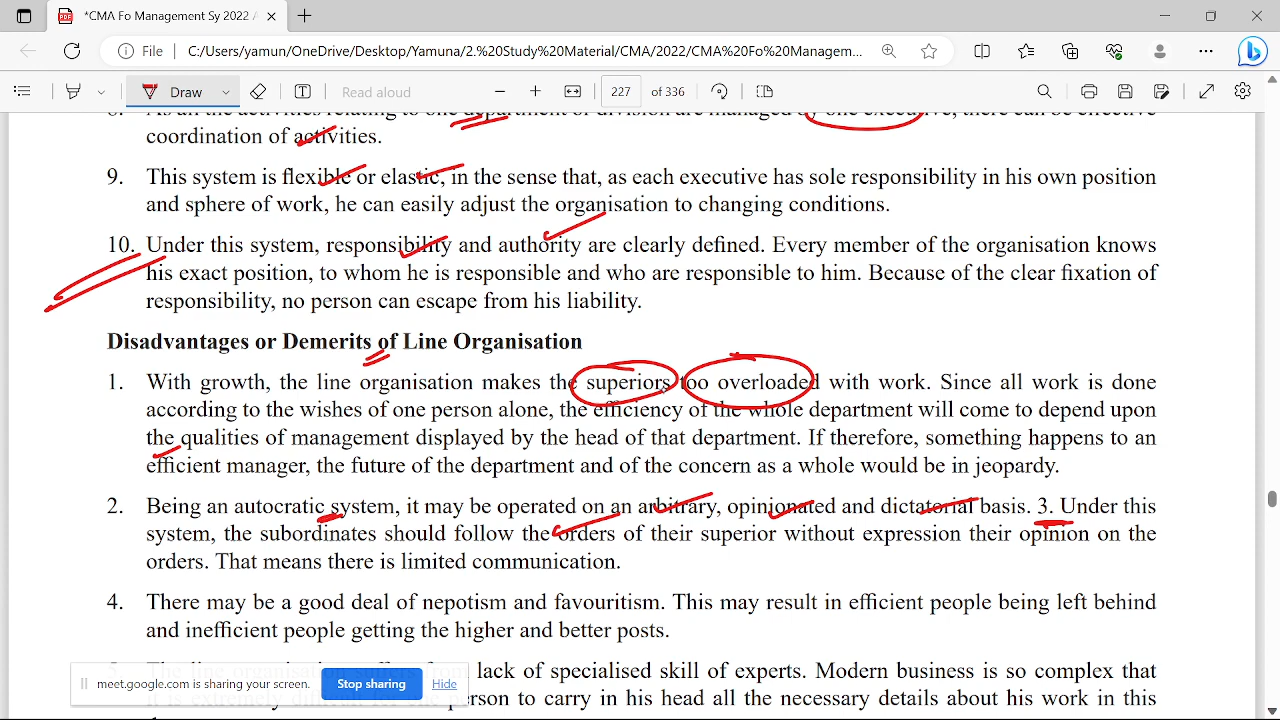 *CMA Fo Management Sy 2022 A
File
C:/Users/yamun/OneDrive/Desktop/Yamuna/2.%20Study%20Material/CMA/2022/CMA%20Fo%20Managem...
Draw
Read aloud
227 of 336
coordination of activities.
9. This system is flexible or elastic, in the sense that, as each executive has sole responsibility in his own position
and sphere of work, he can easily adjust the organisation to changing conditions.
10. Under this system, responsibility and authority are clearly defined. Every member of the organisation knows
his exact position, to whom he is responsible and who are responsible to him. Because of the clear fixation of
responsibility, no person can escape from his liability.
Disadvantages or Demerits of Line Organisation
1. With growth, the line organisation makes the superiors too overloaded with work. Since all work is done
according to the wishes of one person alone, the efficiency of the whole department will come to depend upon
the qualities of management displayed by the head of that department. If therefore, something happens to an
efficient manager, the future of the department and of the concern as a whole would be in jeopardy.
2. Being an autocratic system, it may be operated on an arbitrary, opinionated and dictatorial basis. 3. Under this
system, the subordinates should follow the orders of their superior without expression their opinion on the
orders. That means there is limited communication.
4. There may be a good deal of nepotism and favouritism. This may result in efficient people being left behind
and inefficient people getting the higher and better posts.
lack of specialised skill of experts. Modern business is so complex that
person to carry in his head all the necessary details about his work in this
meet.google.com is sharing your screen.
Stop sharing
Hide